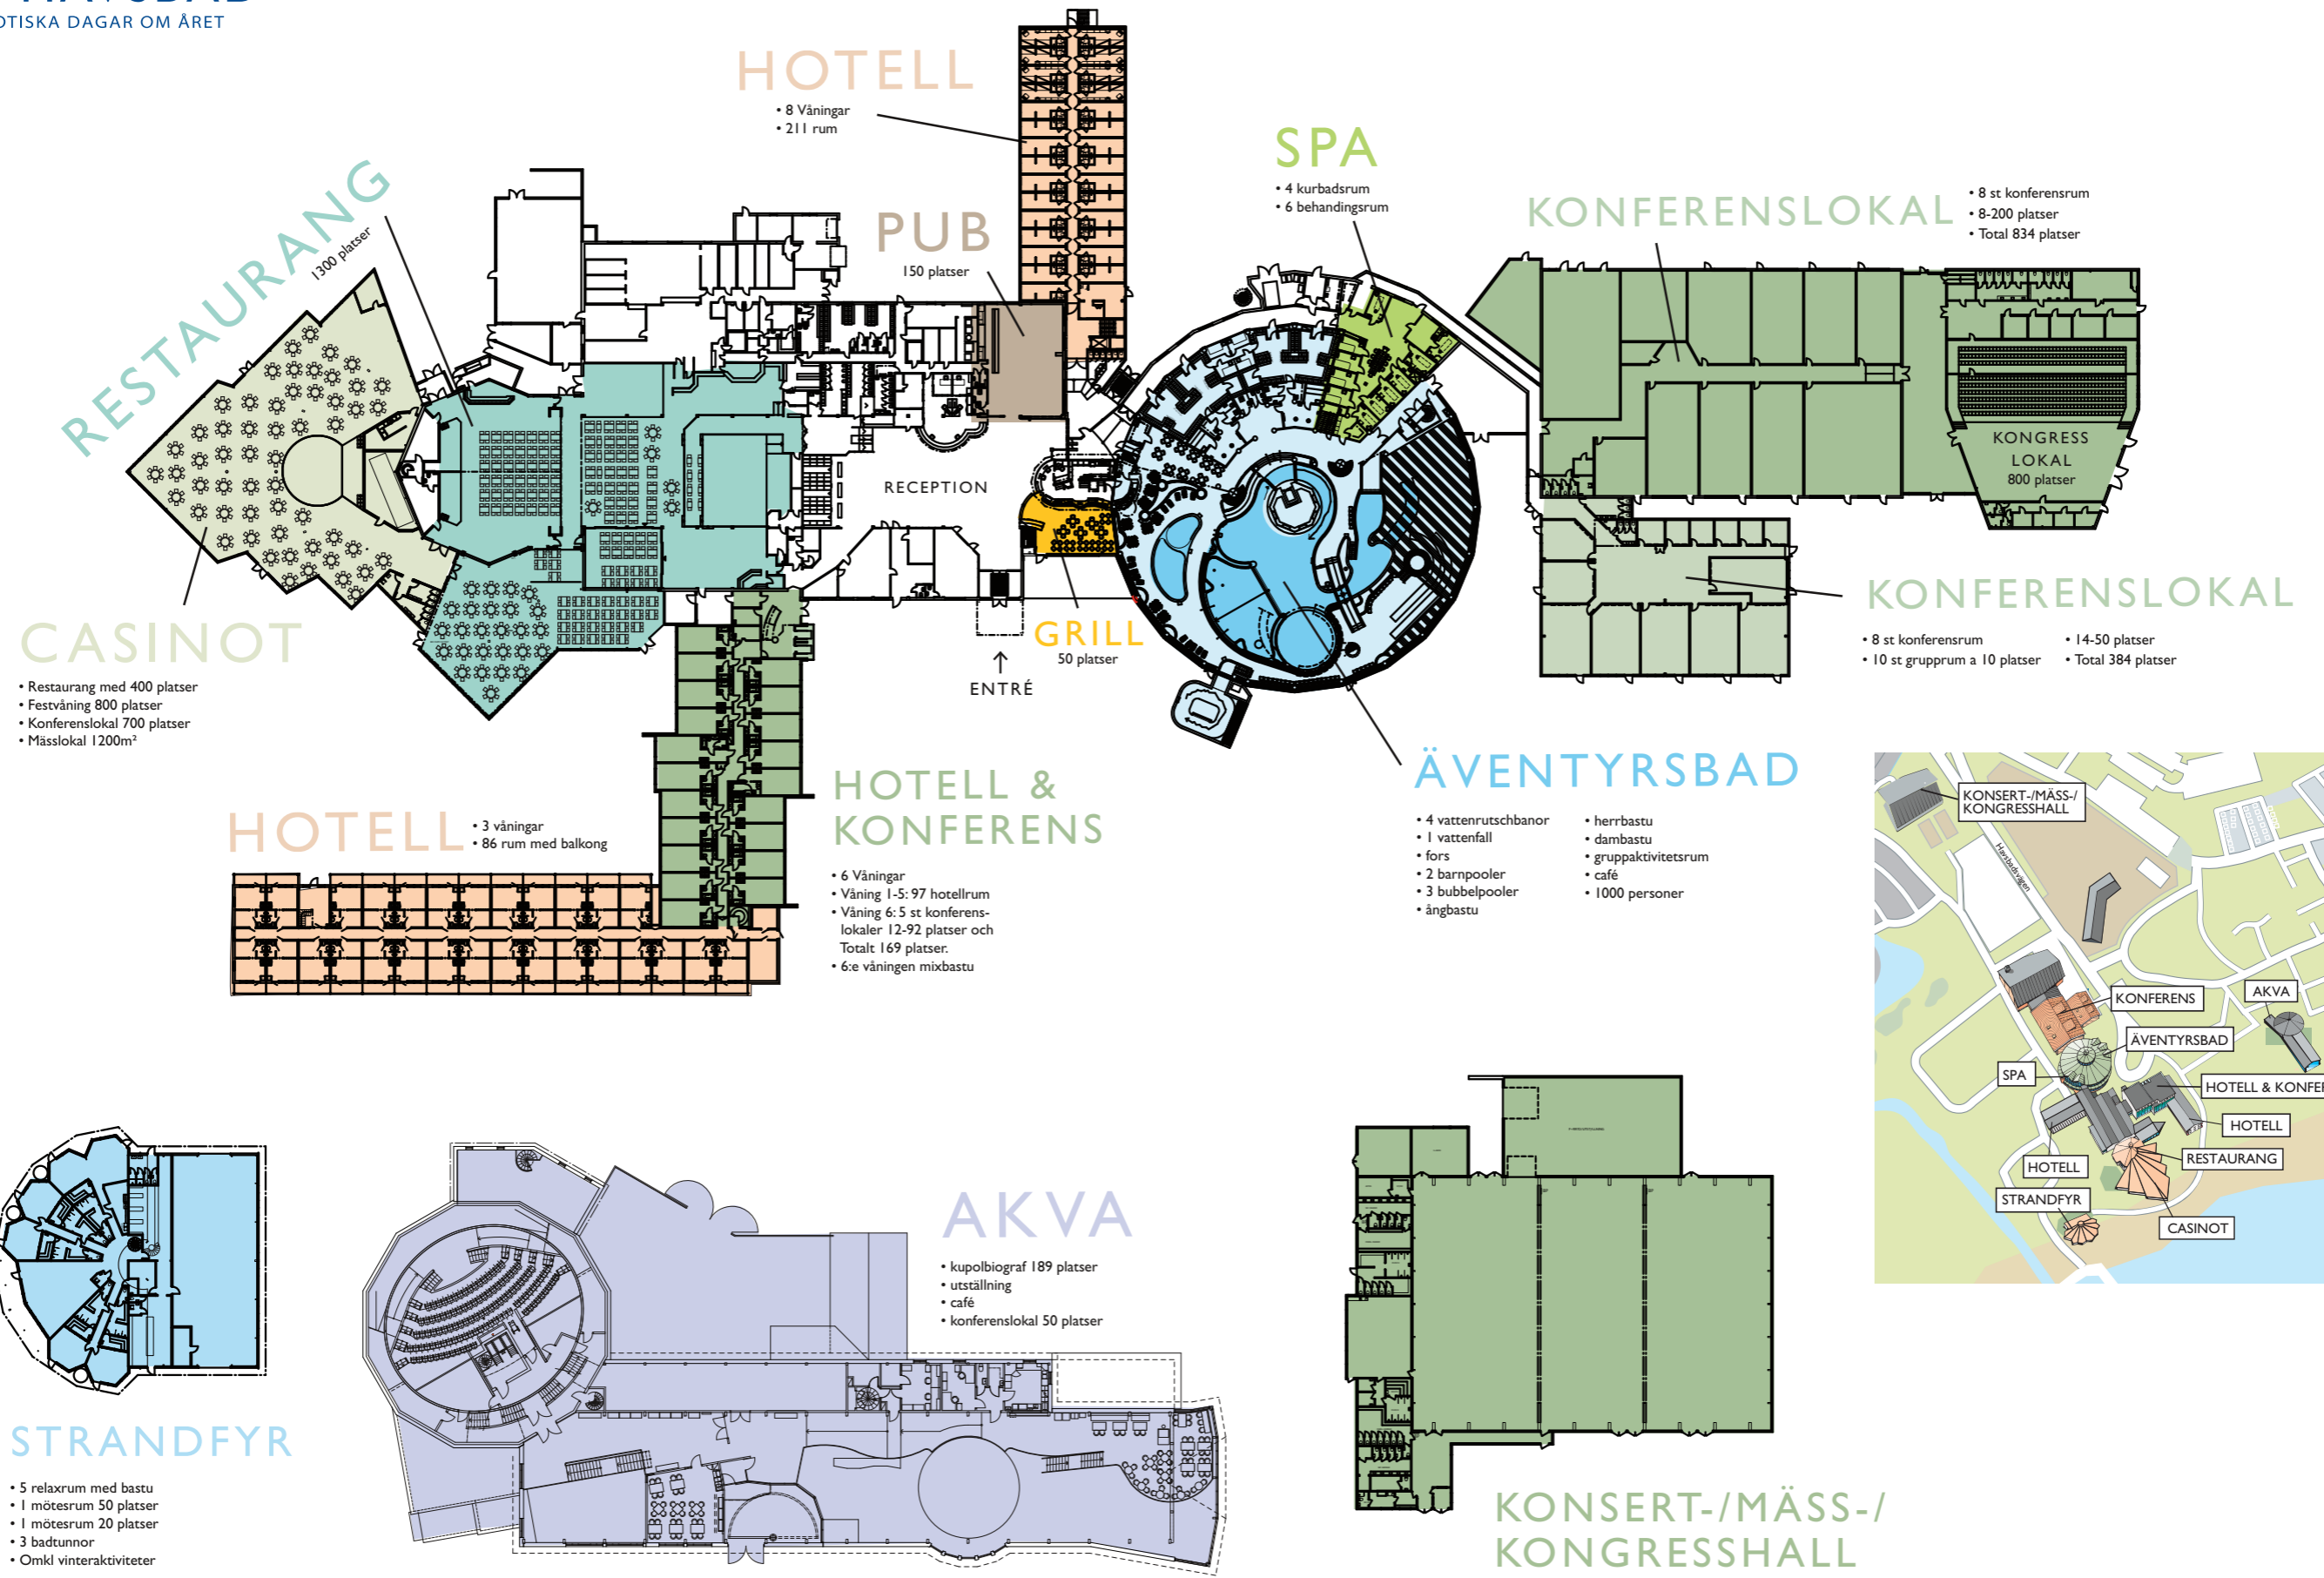 HAVSBAD
OTISKA DAGAR OM ÅRET
HOTELL
• 8 Våningar
• 211 rum
RESTAURANG
1300 platser
PUB
150 platser
SPA
• 4 kurbadsrum
• 6 behandingsrum
KONFERENSLOKAL
• 8 st konferensrum
• 8-200 platser
• Total 834 platser
KONGRESS
LOKAL
800 platser
RECEPTION
KONFERENSLOKAL
• 8 st konferensrum
• 10 st grupprum a 10 platser
• 14-50 platser
• Total 384 platser
CASINOT
• Restaurang med 400 platser
• Festvåning 800 platser
• Konferenslokal 700 platser
• Mässlokal 1200m²
GRILL
50 platser
ENTRÉ
HOTELL
• 3 våningar
• 86 rum med balkong
HOTELL &
KONFERENS
• 6 Våningar
• Våning 1-5: 97 hotellrum
• Våning 6: 5 st konferens-
lokaler 12-92 platser och
Totalt 169 platser.
• 6:e våningen mixbastu
ÄVENTYRSBAD
• 4 vattenrutschbanor
• 1 vattenfall
• fors
• 2 barnpooler
• 3 bubbelpooler
• ångbastu
• herrbastu
• dambastu
• gruppaktivitetsrum
• café
• 1000 personer
KONSERT-/MÄSS-/
KONGRESSHALL
Havsbadsvägen
KONFERENS
AKVA
ÄVENTYRSBAD
SPA
HOTELL & KONFER
HOTELL
RESTAURANG
HOTELL
STRANDFYR
CASINOT
STRANDFYR
• 5 relaxrum med bastu
• 1 mötesrum 50 platser
• 1 mötesrum 20 platser
• 3 badtunnor
• Omkl vinteraktiviteter
AKVA
• kupolbiograf 189 platser
• utställning
• café
• konferenslokal 50 platser
KONSERT-/MÄSS-/
KONGRESSHALL